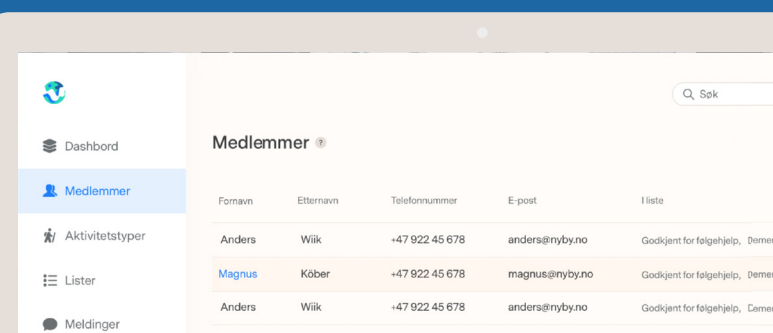 Søk
Dashbord
Medlemmer
Aktivitetstyper
Lister
Meldinger
Medlemmer ?
Fornavn Etternavn Telefonnummer E-post I liste
Anders Wiik +47 922 45 678 anders@nyby.no Godkjent for følgehjelp,
Magnus Köber +47 922 45 678 magnus@nyby.no Godkjent for følgehjelp,
Anders Wiik +47 922 45 678 anders@nyby.no Godkjent for følgehjelp,